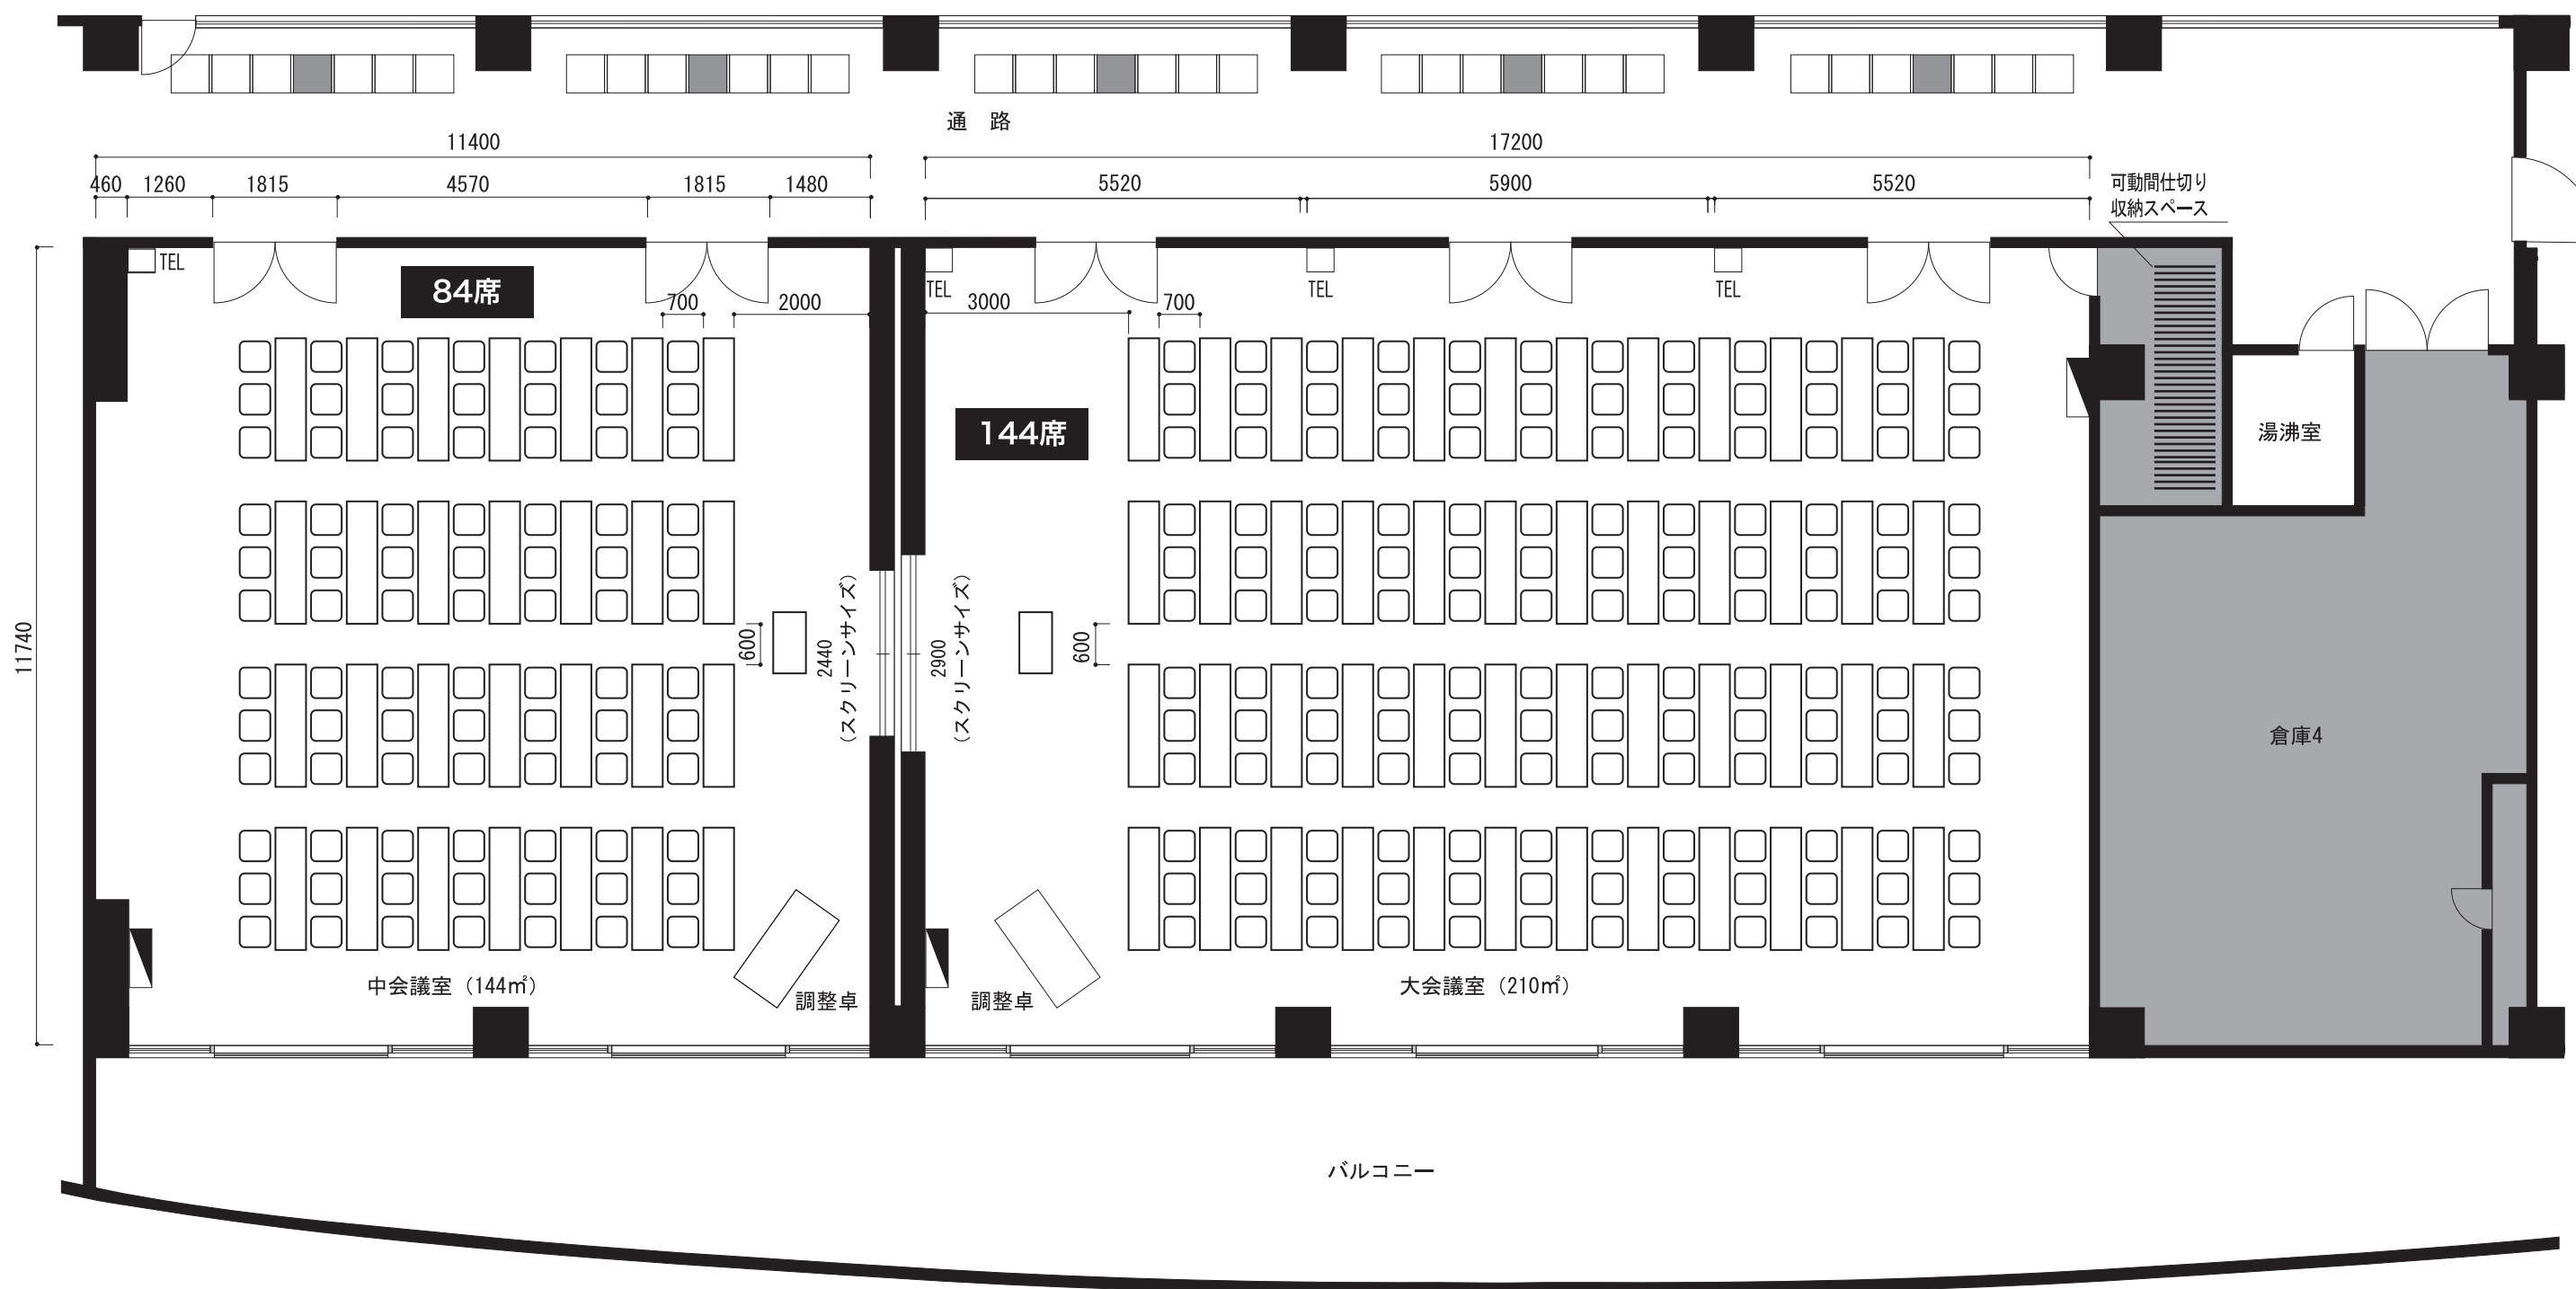 通　路
11400
17200
460
1260
1815
4570
1815
1480
5520
5900
5520
可動間仕切り
収納スペース
TEL
84席
700
2000
TEL
3000
700
TEL
TEL
144席
湯沸室
11740
600
2440
(スクリーンサイズ)
2900
(スクリーンサイズ)
600
倉庫4
中会議室（144㎡）
調整卓
調整卓
大会議室（210㎡）
バルコニー